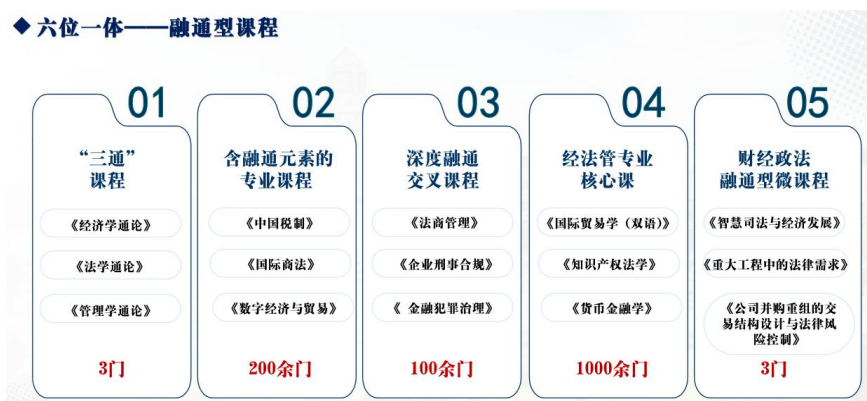 ◆ 六位一体——融通型课程
01
“三通”
课程
《经济学通论》
《法学通论》
《管理学通论》
3门
02
含融通元素的
专业课程
《中国税制》
《国际商法》
《数字经济与贸易》
200余门
03
深度融通
交叉课程
《法商管理》
《企业刑事合规》
《 金融犯罪治理》
100余门
04
经法管专业
核心课
《国际贸易学（双语)》
《知识产权法学》
《货币金融学》
1000余门
05
财经政法
融通型微课程
《智慧司法与经济发展》
《重大工程中的法律需求》
《公司并购重组的交
易结构设计与法律风
险控制》
3门